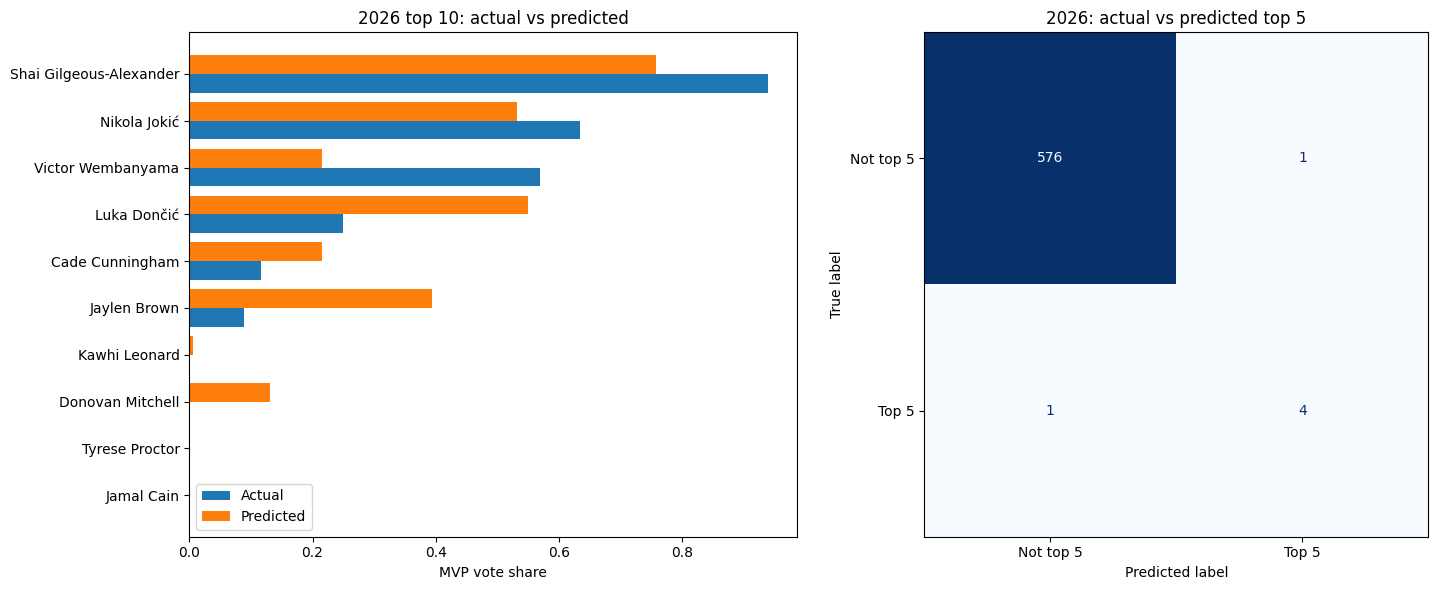 2026 top 10: actual vs predicted
Shai Gilgeous-Alexander
Nikola Jokić
Victor Wembanyama
Luka Dončić
Cade Cunningham
Jaylen Brown
Kawhi Leonard
Donovan Mitchell
Tyrese Proctor
Jamal Cain
Actual
Predicted
0.0 0.2 0.4 0.6 0.8
MVP vote share
2026: actual vs predicted top 5
True label
Not top 5 576 1
Top 5 1 4
Not top 5 Top 5
Predicted label